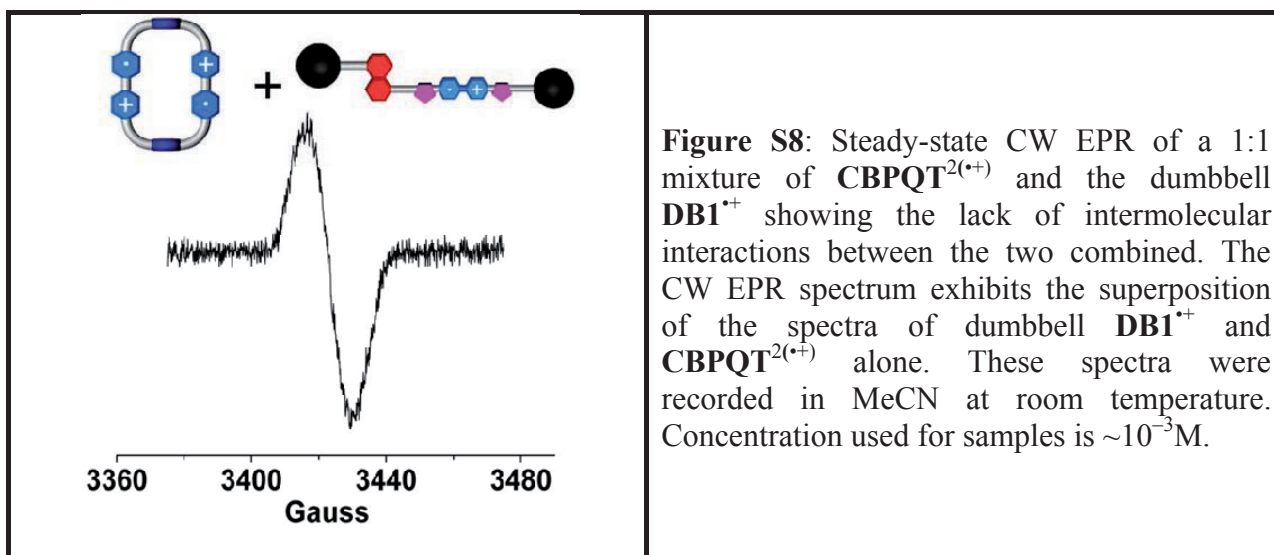 +
3360 3400 3440 3480
Gauss
Figure S8: Steady-state CW EPR of a 1:1
mixture of CBPQT²⁽•⁺⁾ and the dumbbell
DB1•⁺ showing the lack of intermolecular
interactions between the two combined. The
CW EPR spectrum exhibits the superposition
of the spectra of dumbbell DB1•⁺ and
CBPQT²⁽•⁺⁾ alone. These spectra were
recorded in MeCN at room temperature.
Concentration used for samples is ~10⁻³M.